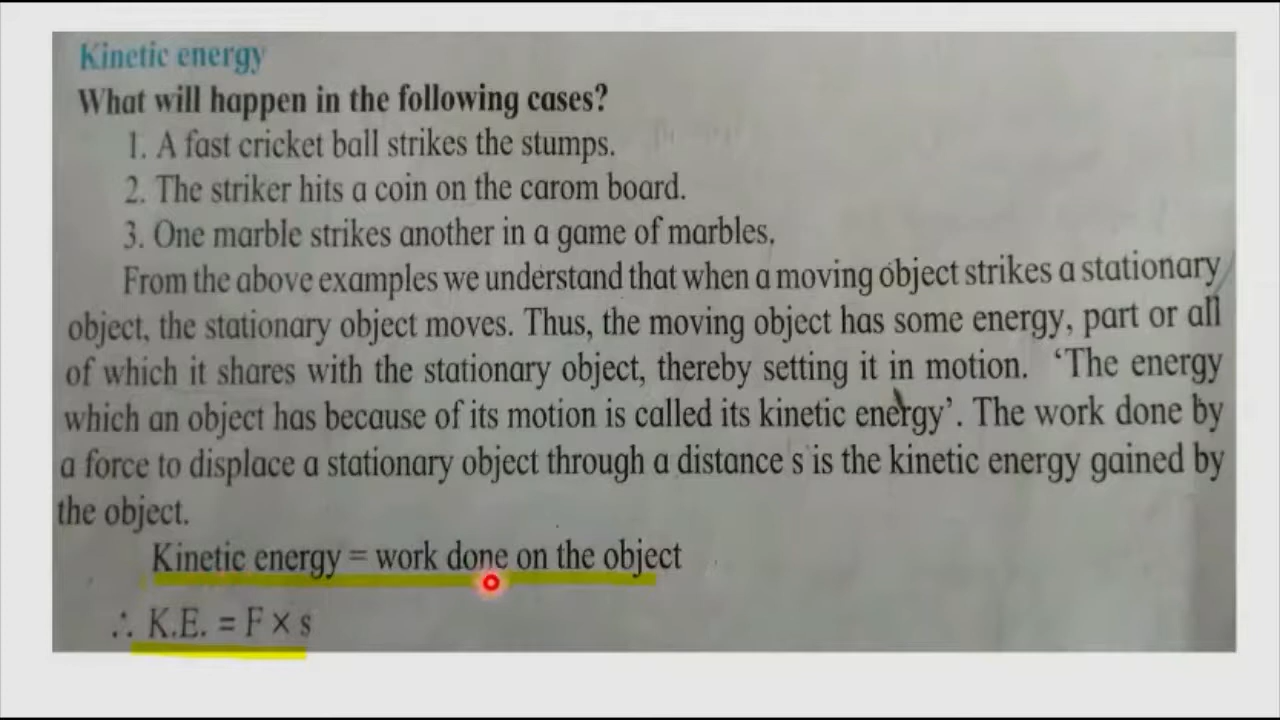 Kinetic energy
What will happen in the following cases?
1. A fast cricket ball strikes the stumps.
2. The striker hits a coin on the carom board.
3. One marble strikes another in a game of marbles.
From the above examples we understand that when a moving object strikes a stationary
object, the stationary object moves. Thus, the moving object has some energy, part or all
of which it shares with the stationary object, thereby setting it in motion. ‘The energy
which an object has because of its motion is called its kinetic energy’. The work done by
a force to displace a stationary object through a distance s is the kinetic energy gained by
the object.
Kinetic energy = work done on the object
∴ K.E. = F × s